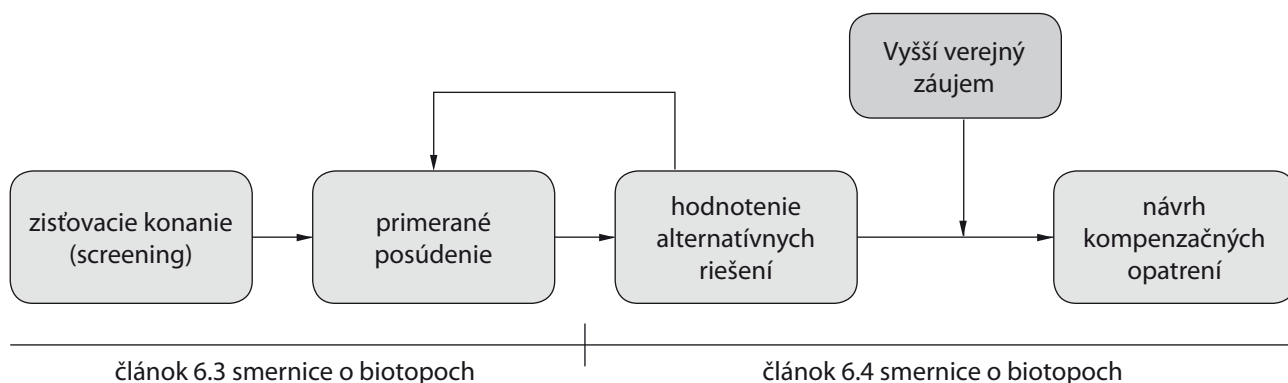 Vyšší verejný
záujem
zisťovacie konanie
(screening)
primerané
posúdenie
hodnotenie
alternatívnych
riešení
návrh
kompenzačných
opatrení
článok 6.3 smernice o biotopoch
článok 6.4 smernice o biotopoch